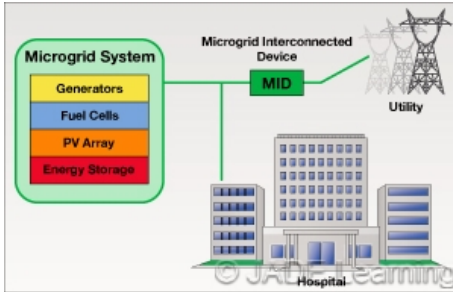 Microgrid System
Generators
Fuel Cells
PV Array
Energy Storage
Microgrid Interconnected
Device
MID
Utility
Hospital
© JADE Learning